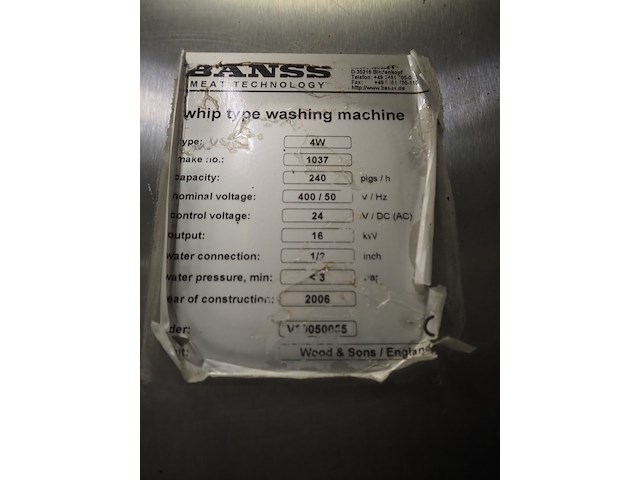 BANSS
MEAT TECHNOLOGY
http://www.banss.de
whip type washing machine
type: 4W
make no.: 1037
capacity: 240 pigs / h
nominal voltage: 400 / 50 V / Hz
control voltage: 24 V / DC (AC)
output: 16 kW
water connection: 1/2 inch
water pressure, min: < 3 bar
year of construction: 2006
Wood & Sons / England